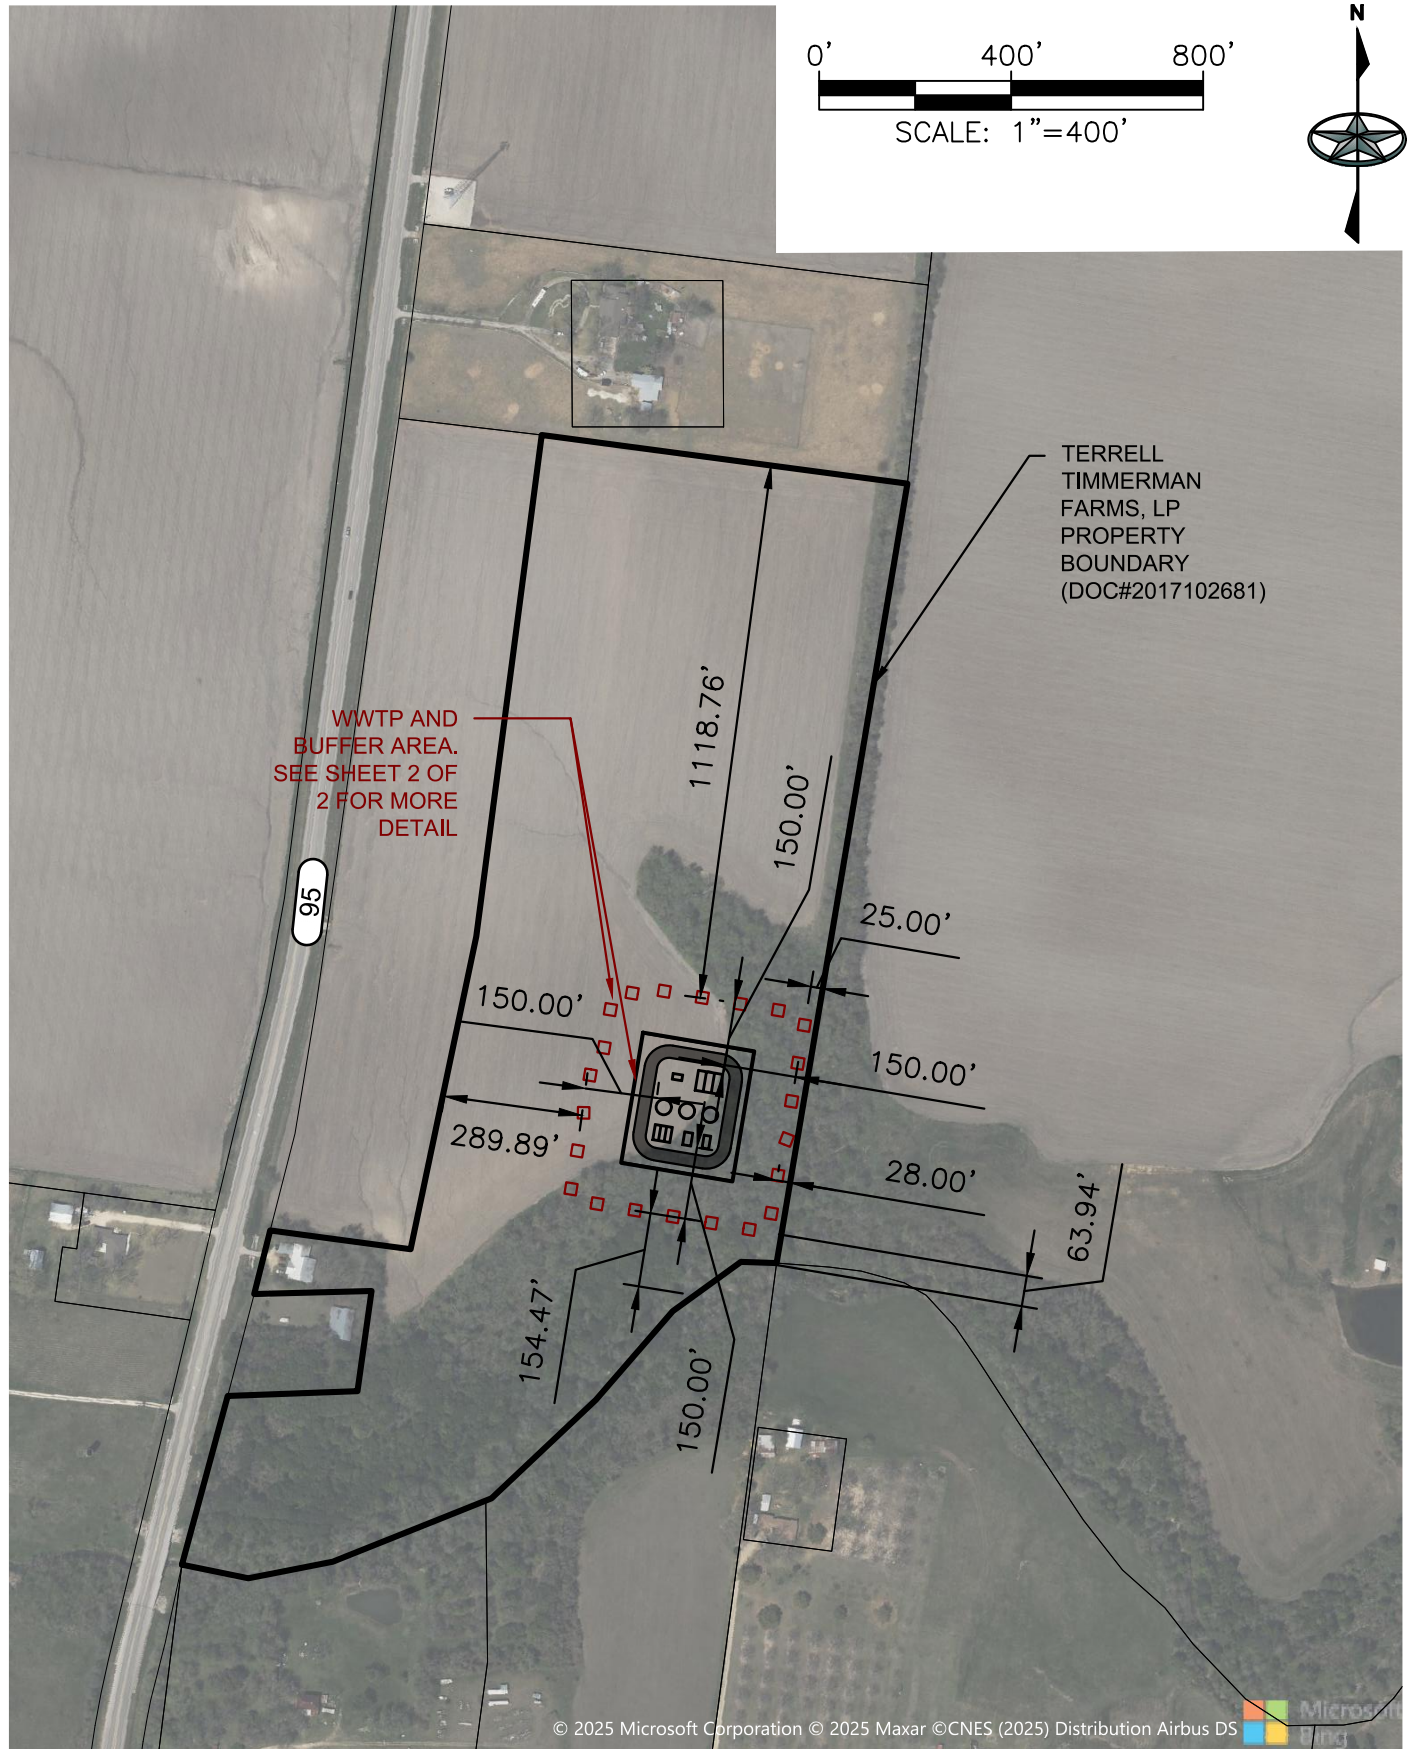 N
0' 400' 800'
SCALE: 1"=400'
TERRELL
TIMMERMAN
FARMS, LP
PROPERTY
BOUNDARY
(DOC#2017102681)
WWTP AND
BUFFER AREA.
SEE SHEET 2 OF
2 FOR MORE
DETAIL
1118.76'
150.00'
95
25.00'
150.00'
150.00'
289.89'
28.00'
63.94'
154.47'
150.00'
© 2025 Microsoft Corporation © 2025 Maxar ©CNES (2025) Distribution Airbus DS
Microsoft
Bing